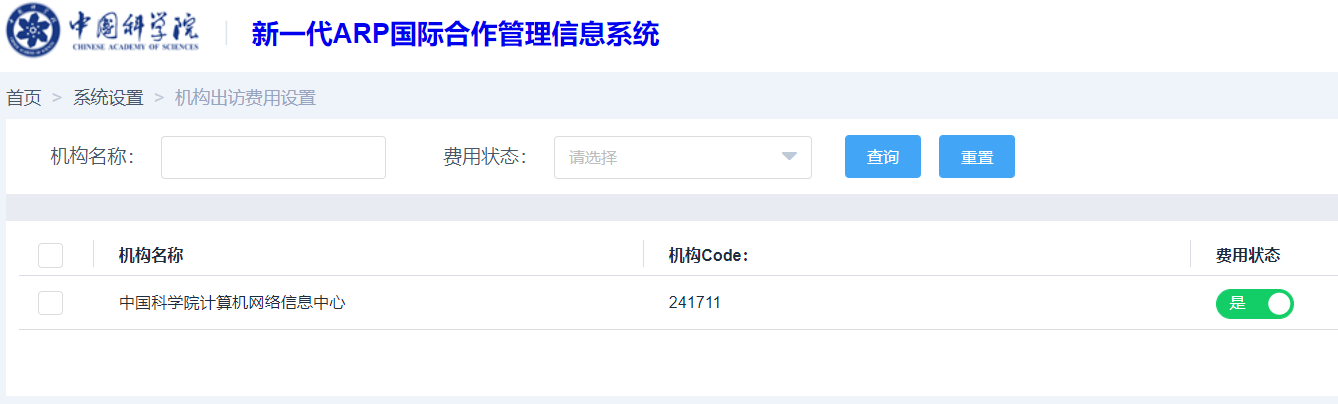 中国科学院
CHINESE ACADEMY OF SCIENCES
新一代ARP国际合作管理信息系统
首页 > 系统设置 > 机构出访费用设置
机构名称： 费用状态： 请选择 查询 重置
机构名称 机构Code： 费用状态
中国科学院计算机网络信息中心 241711 是